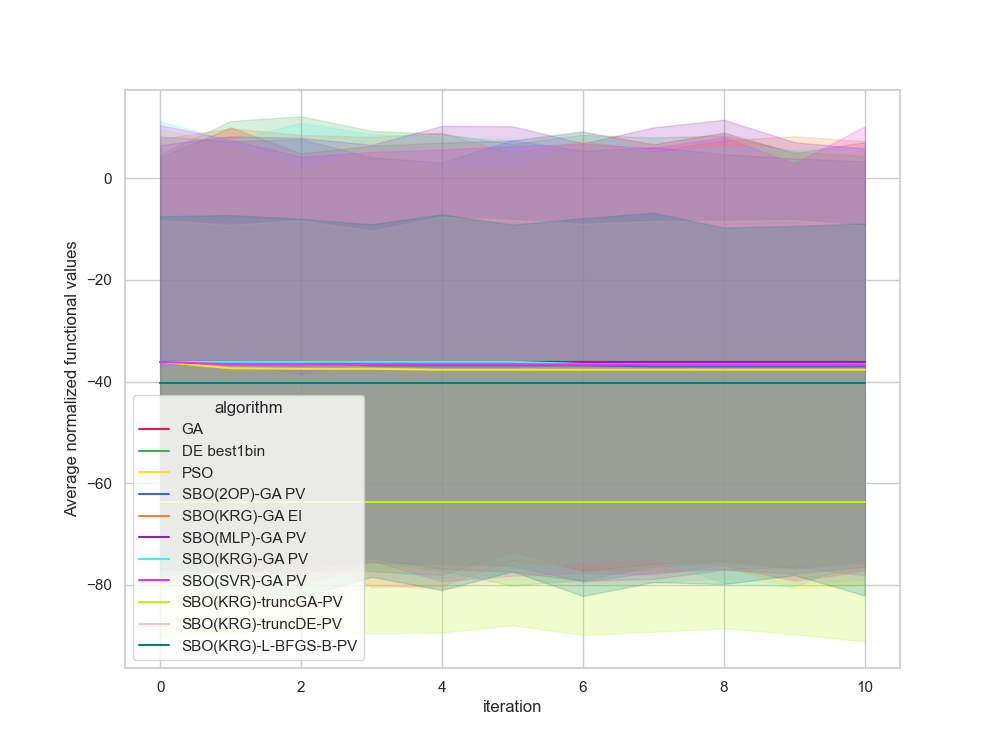 Average normalized functional values
0
−20
−40
−60
−80
algorithm
GA
DE best1bin
PSO
SBO(2OP)-GA PV
SBO(KRG)-GA EI
SBO(MLP)-GA PV
SBO(KRG)-GA PV
SBO(SVR)-GA PV
SBO(KRG)-truncGA-PV
SBO(KRG)-truncDE-PV
SBO(KRG)-L-BFGS-B-PV
0 2 4 6 8 10
iteration